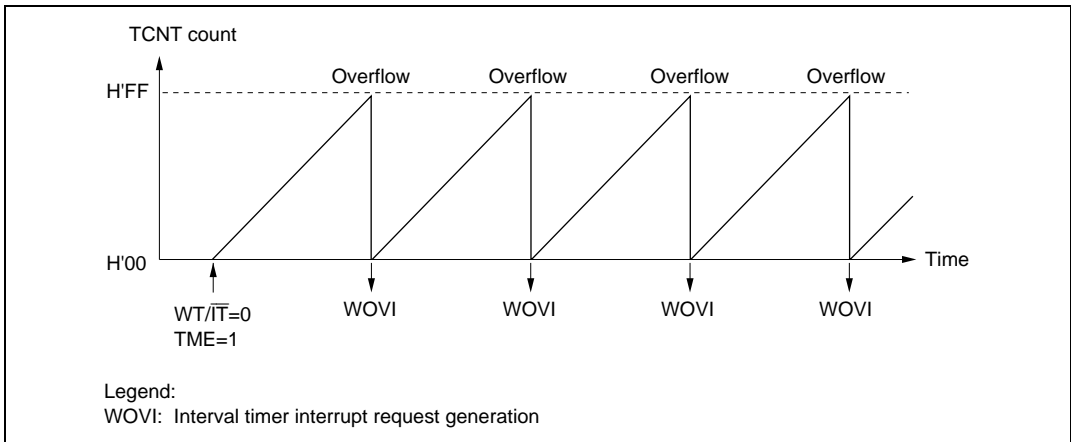 TCNT count
Overflow Overflow Overflow Overflow
H'FF
H'00
Time
WT/I̅T̅=0
TME=1
WOVI WOVI WOVI WOVI
Legend:
WOVI: Interval timer interrupt request generation